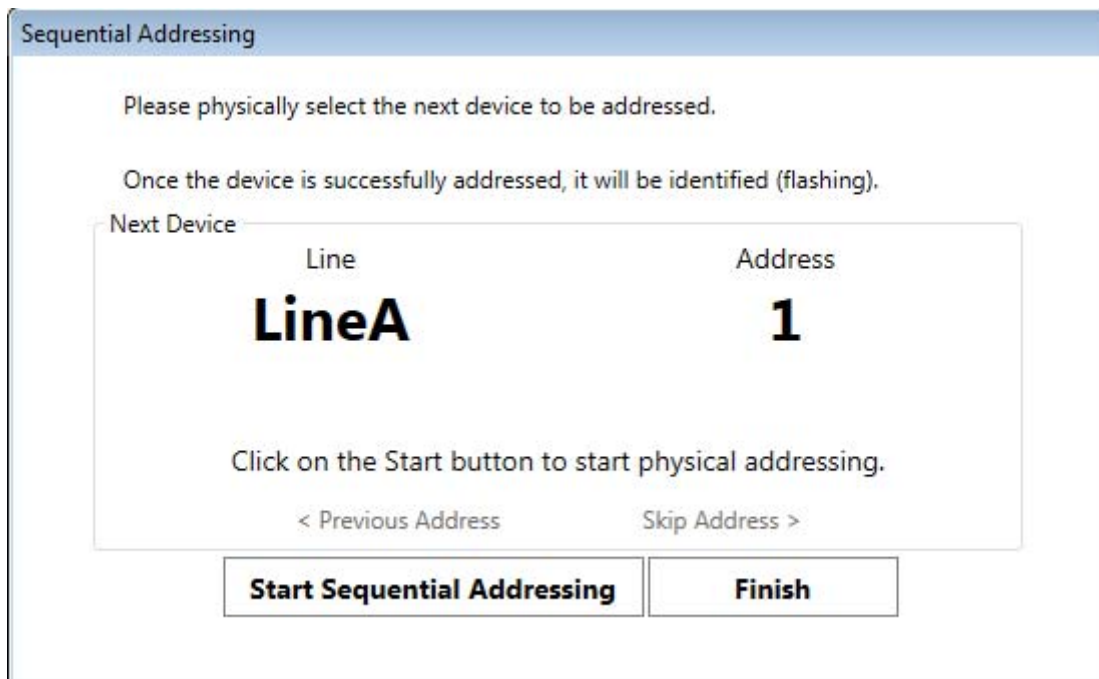 Sequential Addressing
Please physically select the next device to be addressed.
Once the device is successfully addressed, it will be identified (flashing).
Next Device
Line Address
LineA 1
Click on the Start button to start physical addressing.
< Previous Address Skip Address >
Start Sequential Addressing Finish